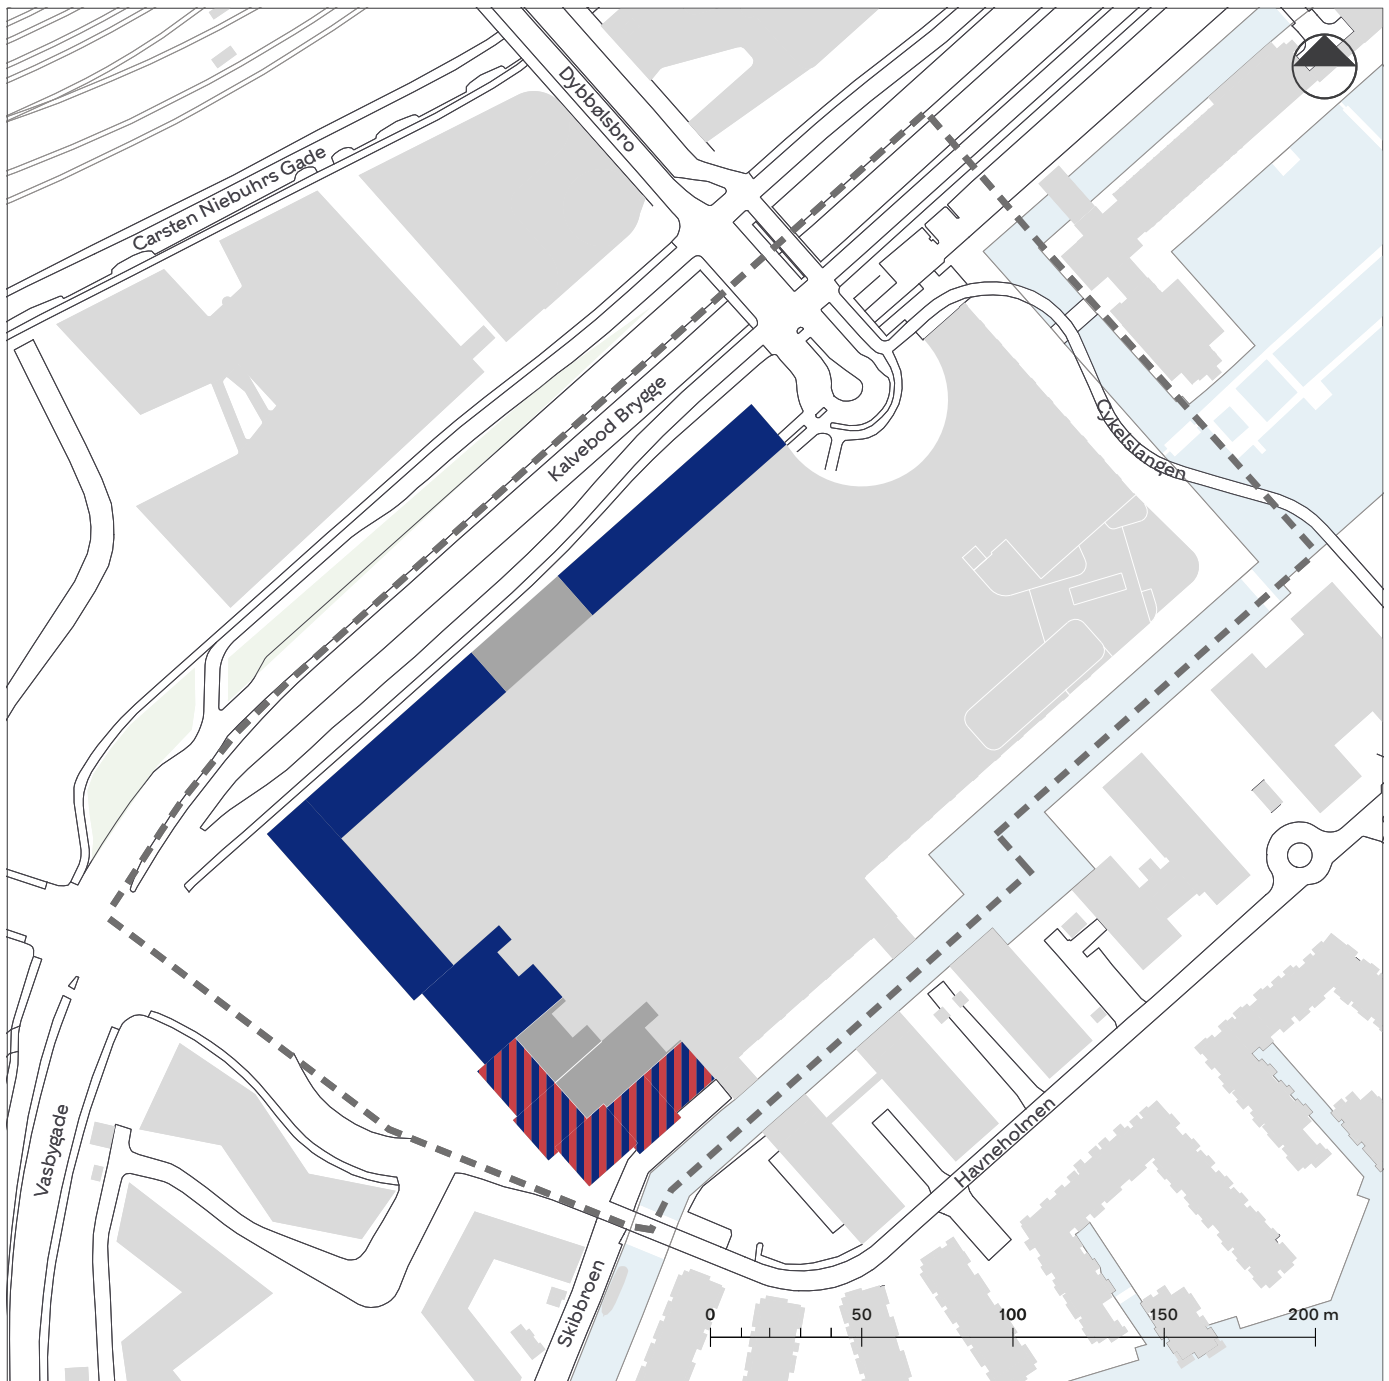 Dybbølsbro
Carsten Niebuhrs Gade
Kalvebod Brygge
Cykelslangen
Vasbygade
Havneholmen
Skibbroen
0 50 100 150 200 m